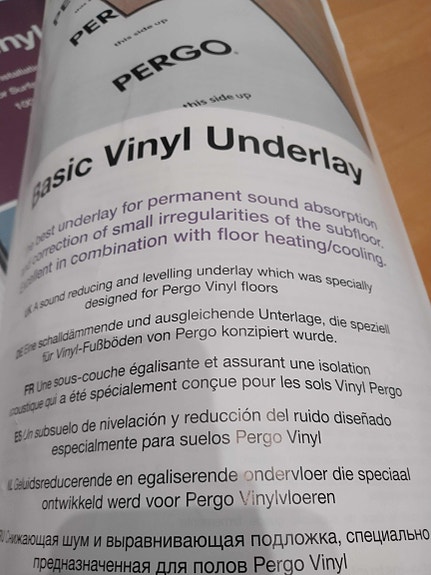 PER
this side up
PERGO
this side up
Basic Vinyl Underlay
best underlay for permanent sound absorption
correction of small irregularities of the subfloor.
Excellent in combination with floor heating/cooling.
UK A sound reducing and levelling underlay which was specially
designed for Pergo Vinyl floors
DE Eine schalldämmende und ausgleichende Unterlage, die speziell
für Vinyl-Fußböden von Pergo konzipiert wurde.
FR Une sous-couche égalisante et assurant une isolation
acoustique qui a été spécialement conçue pour les sols Vinyl Pergo
ES Un subsuelo de nivelación y reducción del ruido diseñado
especialmente para suelos Pergo Vinyl
NL Geluidsreducerende en egaliserende ondervloer die speciaal
ontwikkeld werd voor Pergo Vinylvloeren
Снижающая шум и выравнивающая подложка, специально
предназначенная для полов Pergo Vinyl